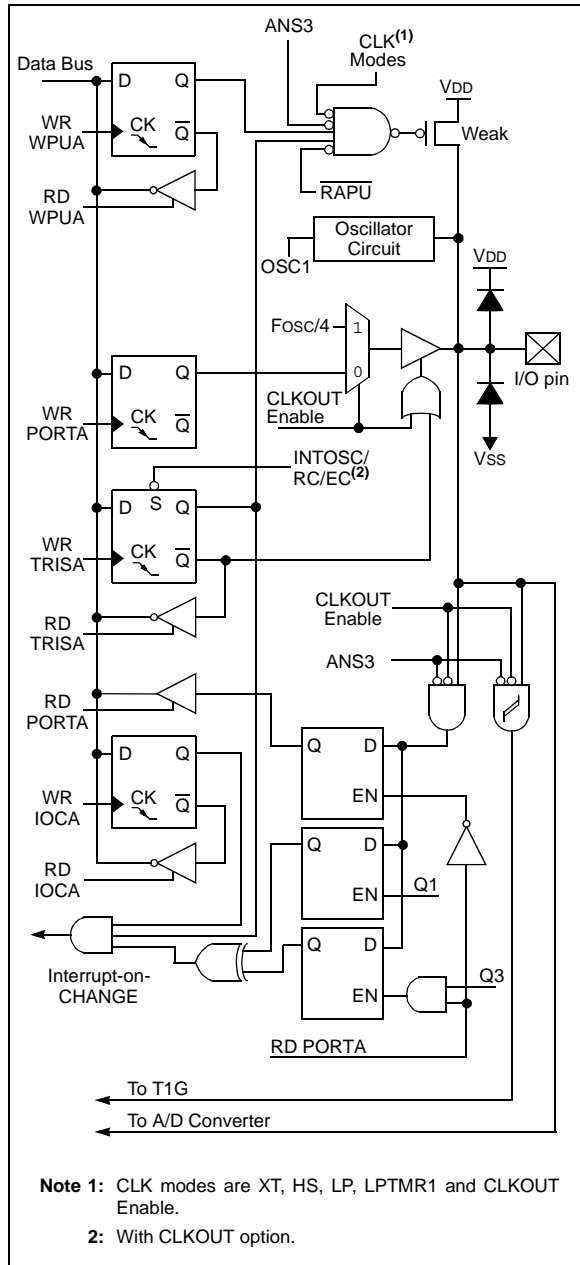 ANS3
CLK(1)
Modes
Data Bus
D Q
VDD
WR
WPUA
CK Q
Weak
RD
WPUA
RAPU
Oscillator
Circuit
OSC1
VDD
FOSC/4
1
D Q
0
I/O pin
WR
PORTA
CK Q
CLKOUT
Enable
VSS
INTOSC/
RC/EC(2)
D S Q
WR
TRISA
CK Q
CLKOUT
Enable
RD
TRISA
ANS3
RD
PORTA
Q D
D Q
WR
IOCA
CK Q
EN
Q D
RD
IOCA
EN
Q1
Q D
Interrupt-on-
CHANGE
Q3
EN
RD PORTA
To T1G
To A/D Converter
Note 1: CLK modes are XT, HS, LP, LPTMR1 and CLKOUT
Enable.
2: With CLKOUT option.